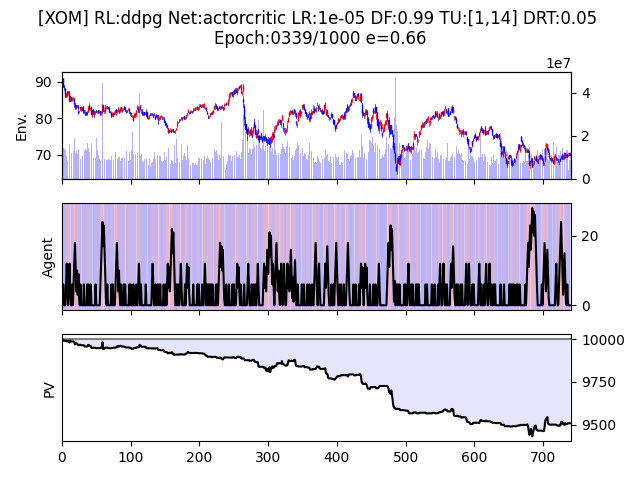 [XOM] RL:ddpg Net:actorcritic LR:1e-05 DF:0.99 TU:[1,14] DRT:0.05
Epoch:0339/1000 e=0.66
1e7
90
80
70
Env.
4
2
0
Agent
20
0
PV
10000
9750
9500
0 100 200 300 400 500 600 700